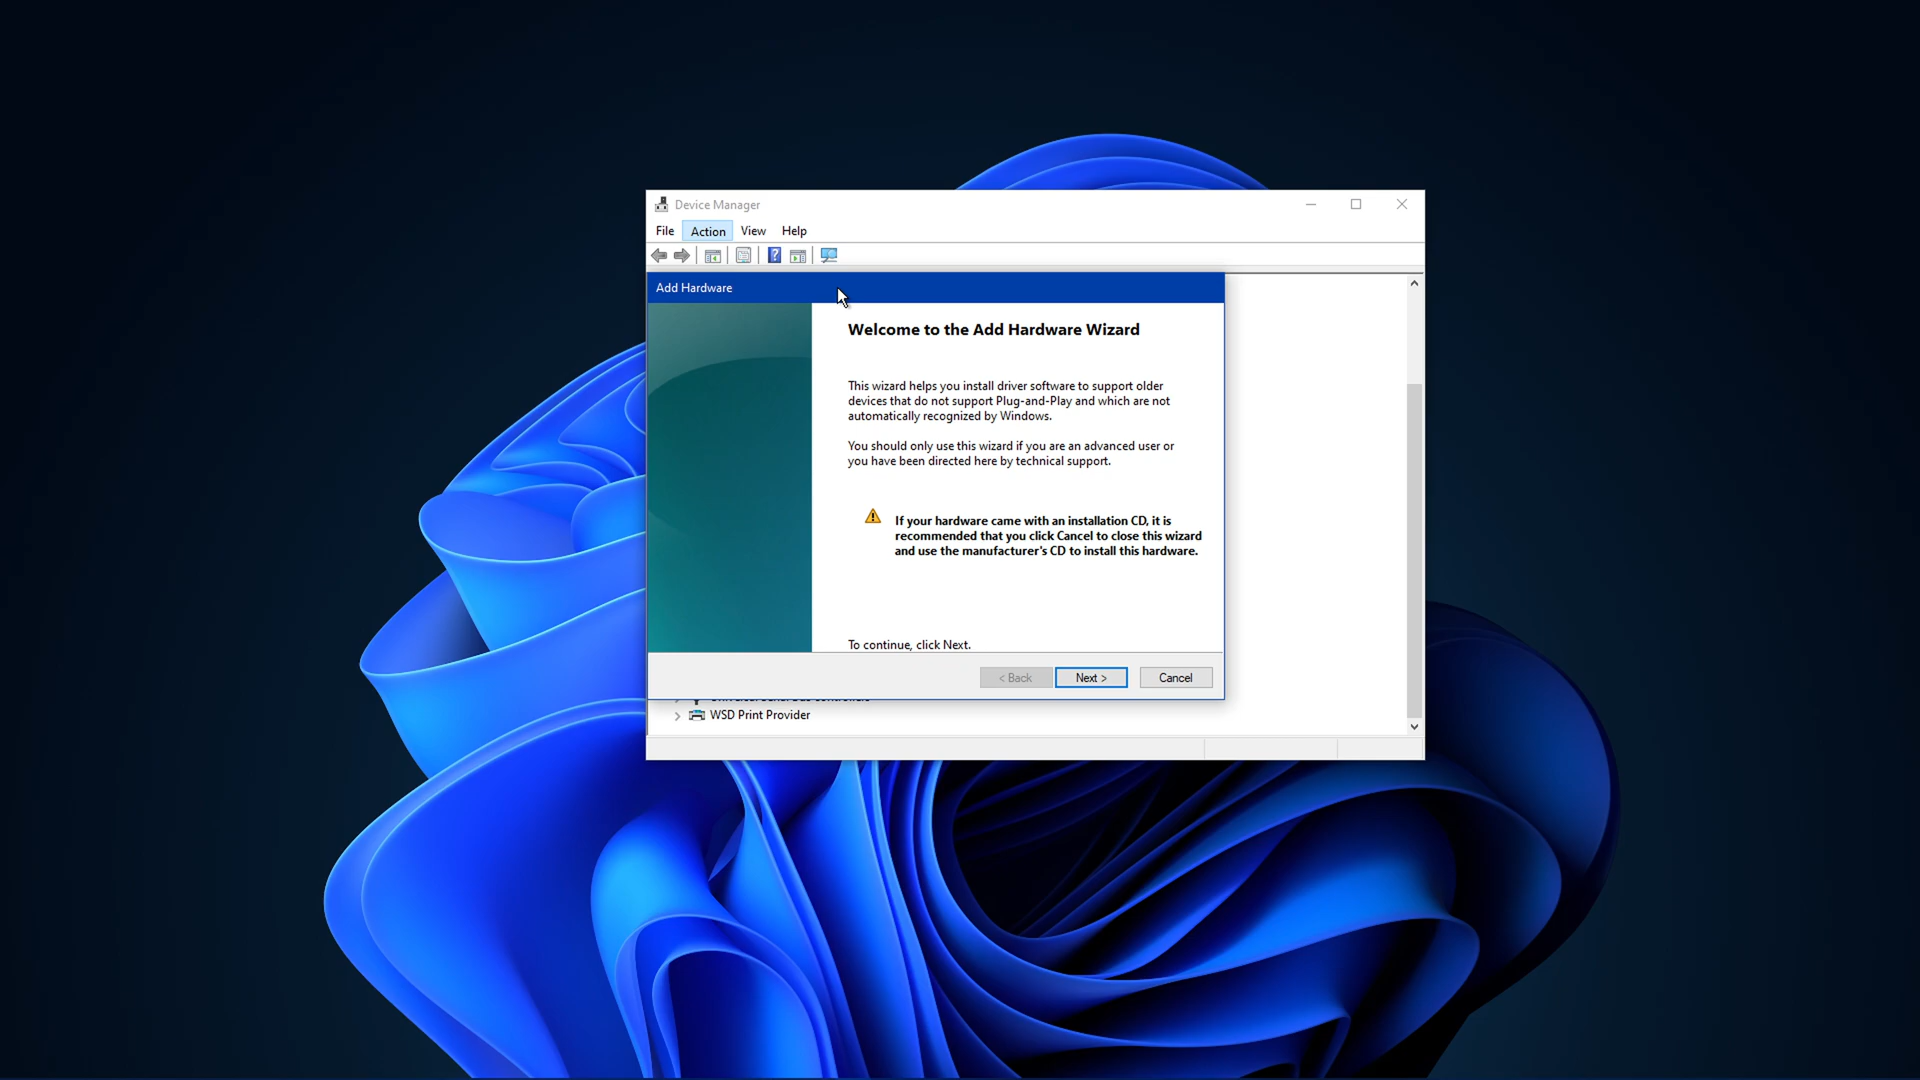 Device Manager
File Action View Help
Add Hardware
Welcome to the Add Hardware Wizard
This wizard helps you install driver software to support older
devices that do not support Plug-and-Play and which are not
automatically recognized by Windows.
You should only use this wizard if you are an advanced user or
you have been directed here by technical support.
If your hardware came with an installation CD, it is
recommended that you click Cancel to close this wizard
and use the manufacturer's CD to install this hardware.
To continue, click Next.
< Back Next > Cancel
WSD Print Provider